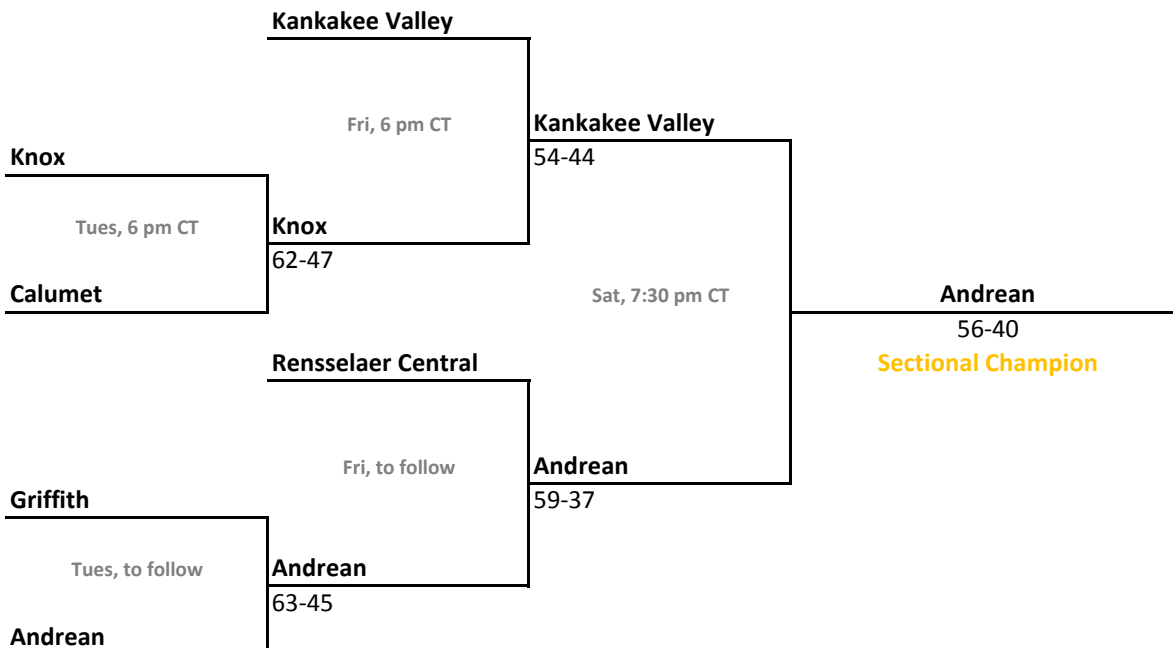 Kankakee Valley
Fri, 6 pm CT
Kankakee Valley
Knox
54-44
Tues, 6 pm CT
Knox
62-47
Calumet
Sat, 7:30 pm CT
Andrean
56-40
Rensselaer Central
Sectional Champion
Fri, to follow
Andrean
Griffith
59-37
Tues, to follow
Andrean
63-45
Andrean